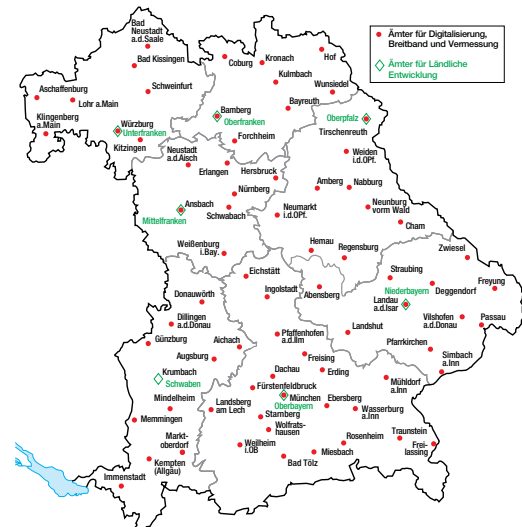 Ämter für Digitalisierung,
Breitband und Vermessung
Ämter für Ländliche
Entwicklung
Bad
Neustadt
a.d.Saale
Bad Kissingen
Coburg
Kronach
Hof
Kulmbach
Aschaffenburg
Lohr a.Main
Schweinfurt
Wunsiedel
Klingenberg
a.Main
Würzburg
Unterfranken
Kitzingen
Bamberg
Oberfranken
Bayreuth
Forchheim
Oberpfalz
Tirschenreuth
Neustadt
a.d.Aisch
Erlangen
Hersbruck
Weiden
i.d.OPf.
Nürnberg
Amberg
Nabburg
Ansbach
Mittelfranken
Schwabach
Neumarkt
i.d.OPf.
Neunburg
vorm Wald
Cham
Weißenburg
i.Bay.
Hemau
Regensburg
Zwiesel
Eichstätt
Straubing
Niederbayern
Deggendorf
Freyung
Ingolstadt
Abensberg
Landau
a.d.Isar
Donauwörth
Vilshofen
a.d.Donau
Passau
Dillingen
a.d.Donau
Landshut
Pfaffenhofen
a.d.Ilm
Pfarrkirchen
Günzburg
Aichach
Augsburg
Freising
Simbach
a.Inn
Krumbach
Schwaben
Dachau
Erding
Mühldorf
a.Inn
Fürstenfeldbruck
München
Oberbayern
Mindelheim
Landsberg
am Lech
Ebersberg
Wasserburg
a.Inn
Memmingen
Starnberg
Wolfrats-
hausen
Traunstein
Frei-
lassing
Markt-
oberdorf
Weilheim
i.OB
Rosenheim
Miesbach
Kempten
(Allgäu)
Bad Tölz
Immenstadt